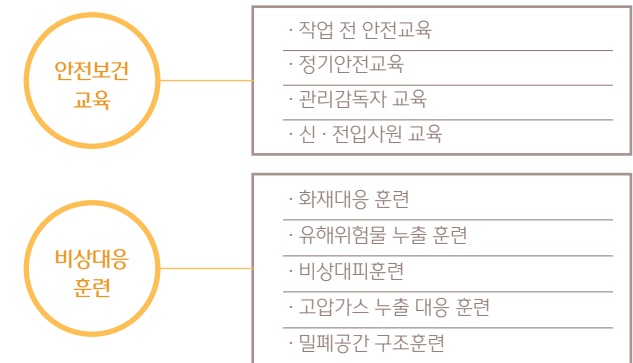 안전보건
교육
· 작업 전 안전교육
· 정기안전교육
· 관리감독자 교육
· 신 · 전입사원 교육
비상대응
훈련
· 화재대응 훈련
· 유해위험물 누출 훈련
· 비상대피훈련
· 고압가스 누출 대응 훈련
· 밀폐공간 구조훈련